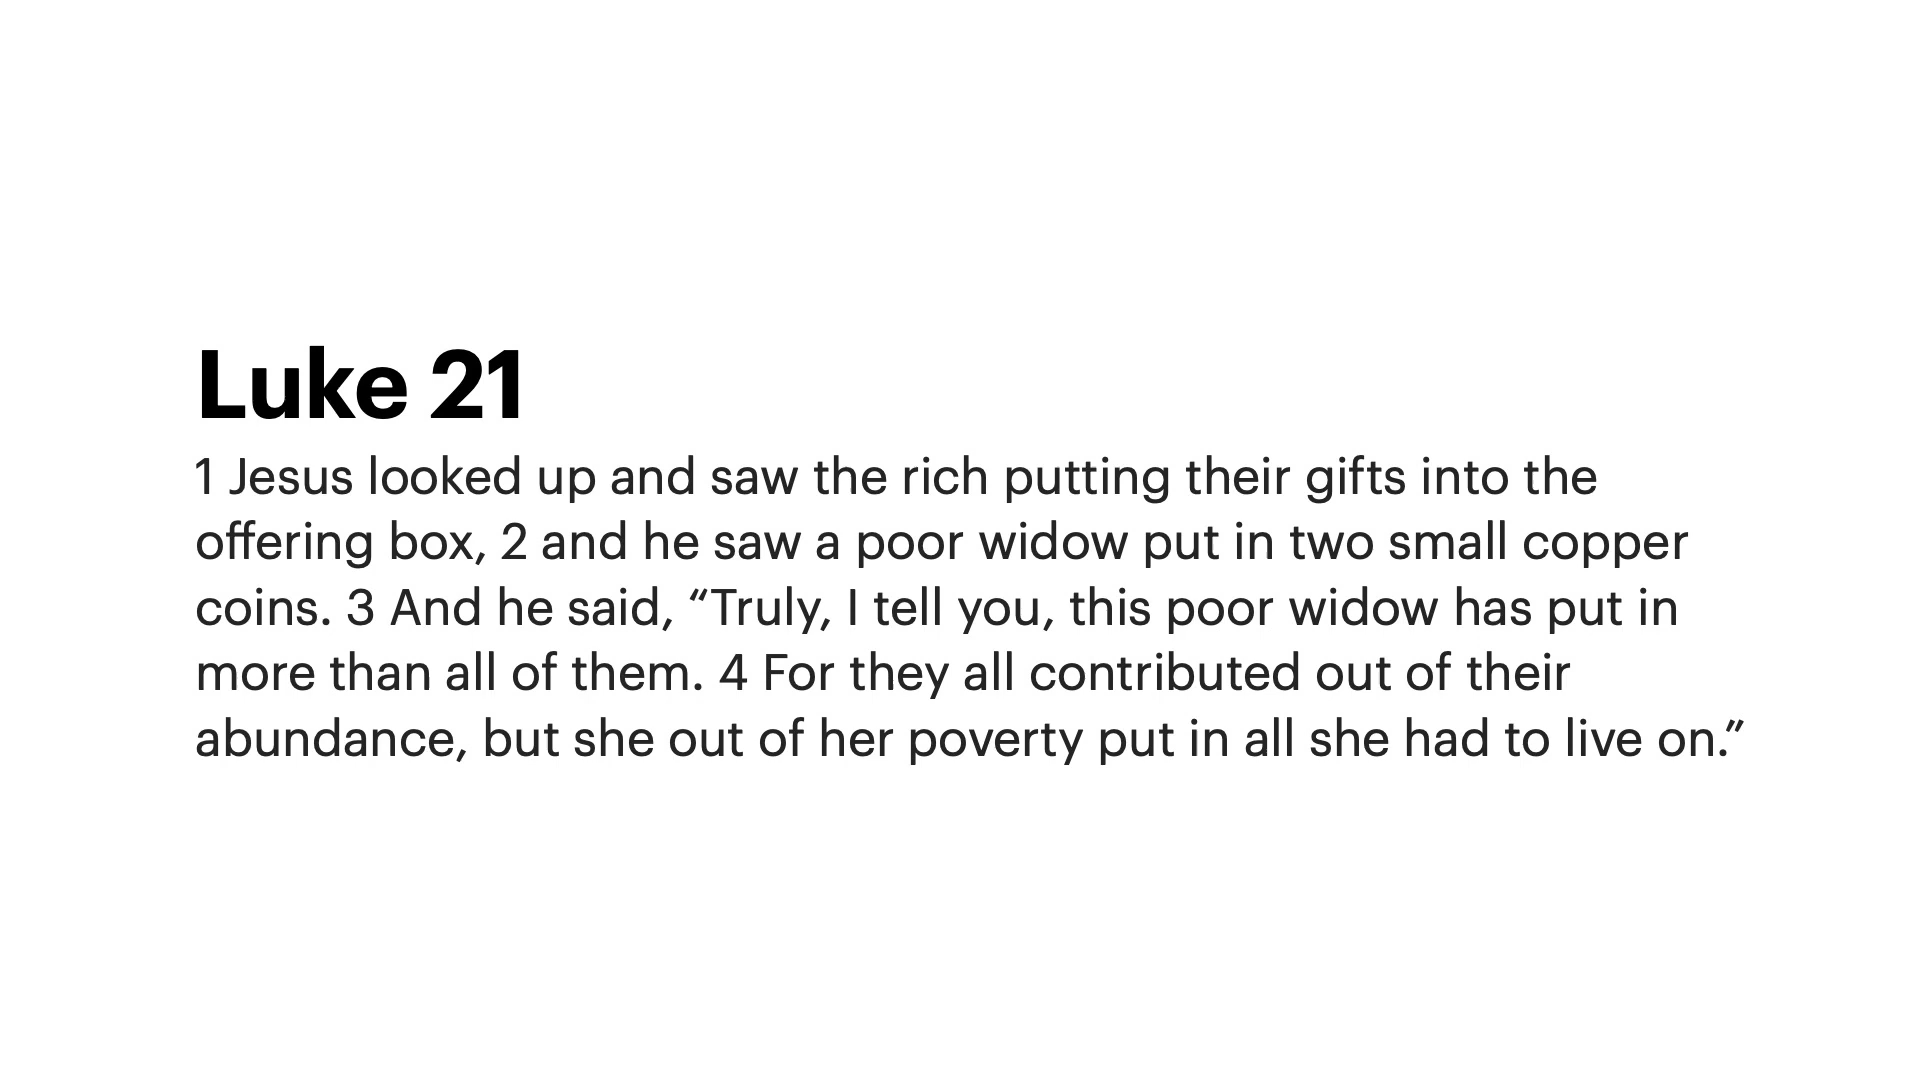 Luke 21
1 Jesus looked up and saw the rich putting their gifts into the
offering box, 2 and he saw a poor widow put in two small copper
coins. 3 And he said, “Truly, I tell you, this poor widow has put in
more than all of them. 4 For they all contributed out of their
abundance, but she out of her poverty put in all she had to live on.”